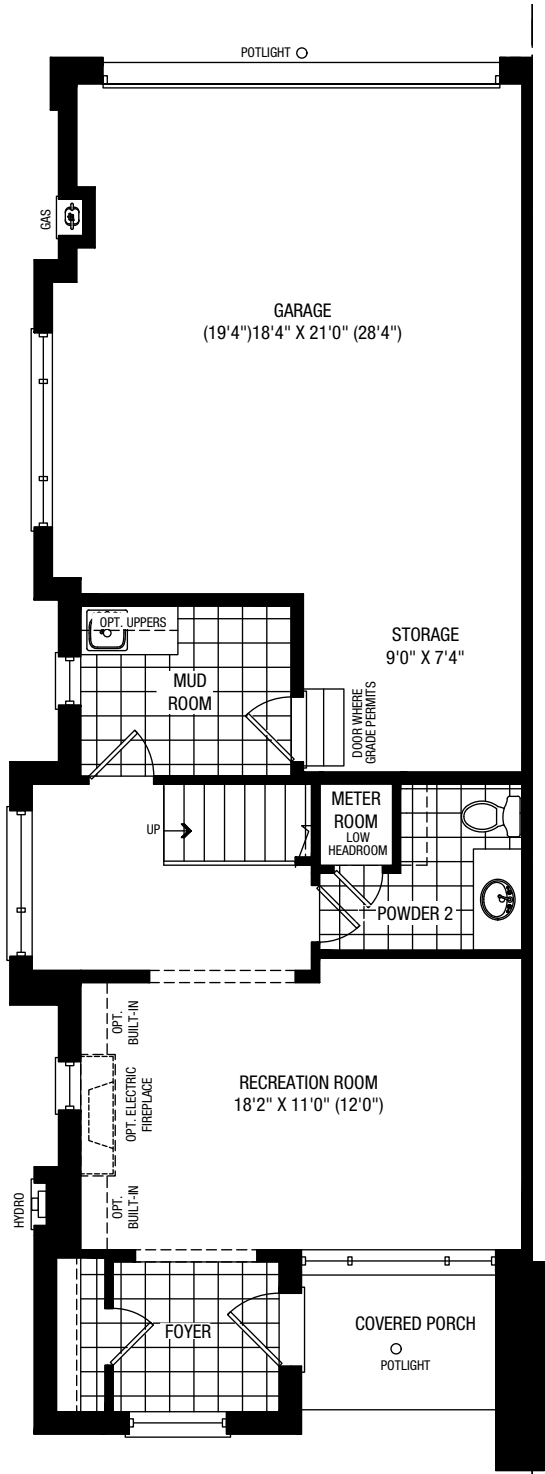 POTLIGHT
GAS
GARAGE
(19'4")18'4" X 21'0" (28'4")
OPT. UPPERS
STORAGE
9'0" X 7'4"
MUD
ROOM
DOOR WHERE
GRADE PERMITS
METER
ROOM
LOW
HEADROOM
UP
POWDER 2
OPT.
BUILT-IN
RECREATION ROOM
18'2" X 11'0" (12'0")
OPT. ELECTRIC
FIREPLACE
OPT.
BUILT-IN
HYDRO
FOYER
COVERED PORCH
POTLIGHT